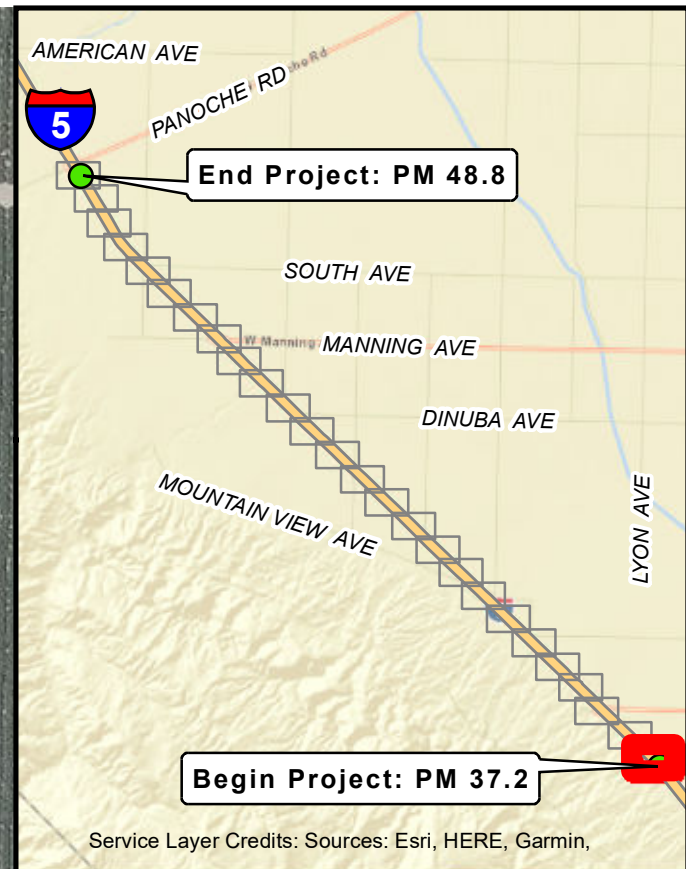 AMERICAN AVE
PANOCHE RD
5
End Project: PM 48.8
SOUTH AVE
W Manning
MANNING AVE
DINUBA AVE
MOUNTAIN VIEW AVE
LYON AVE
Begin Project: PM 37.2
Service Layer Credits: Sources: Esri, HERE, Garmin,